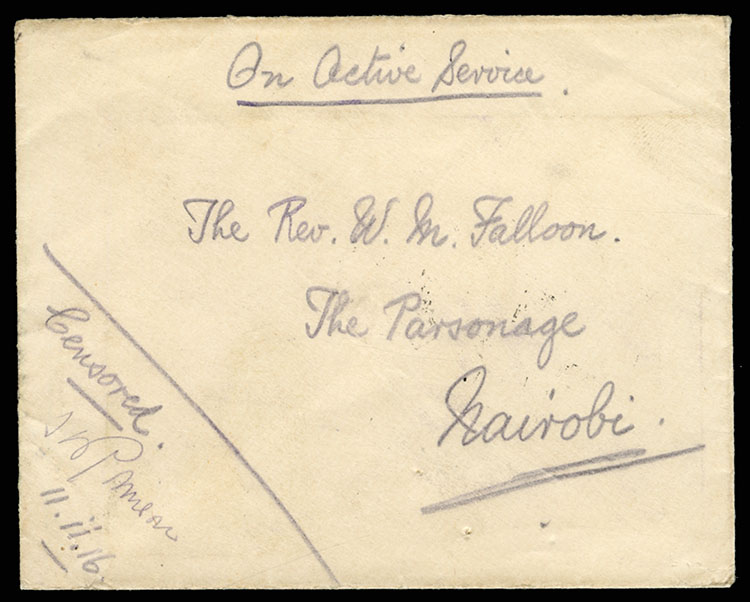 On Active Service.
The Rev. W. M. Falloon.
The Parsonage
Nairobi.
Censored.
11.11.16